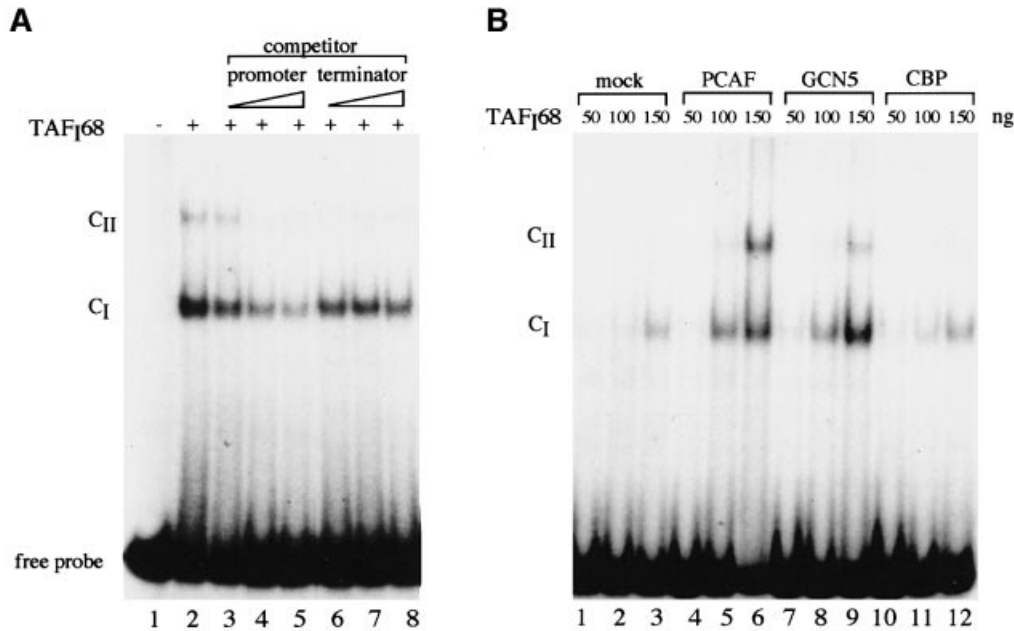 A
competitor
promoter terminator
TAFI68 - + + + + + + +
CII
CI
free probe
1 2 3 4 5 6 7 8
B
mock PCAF GCN5 CBP
TAFI68 50 100 150 50 100 150 50 100 150 50 100 150 ng
CII
CI
1 2 3 4 5 6 7 8 9 10 11 12